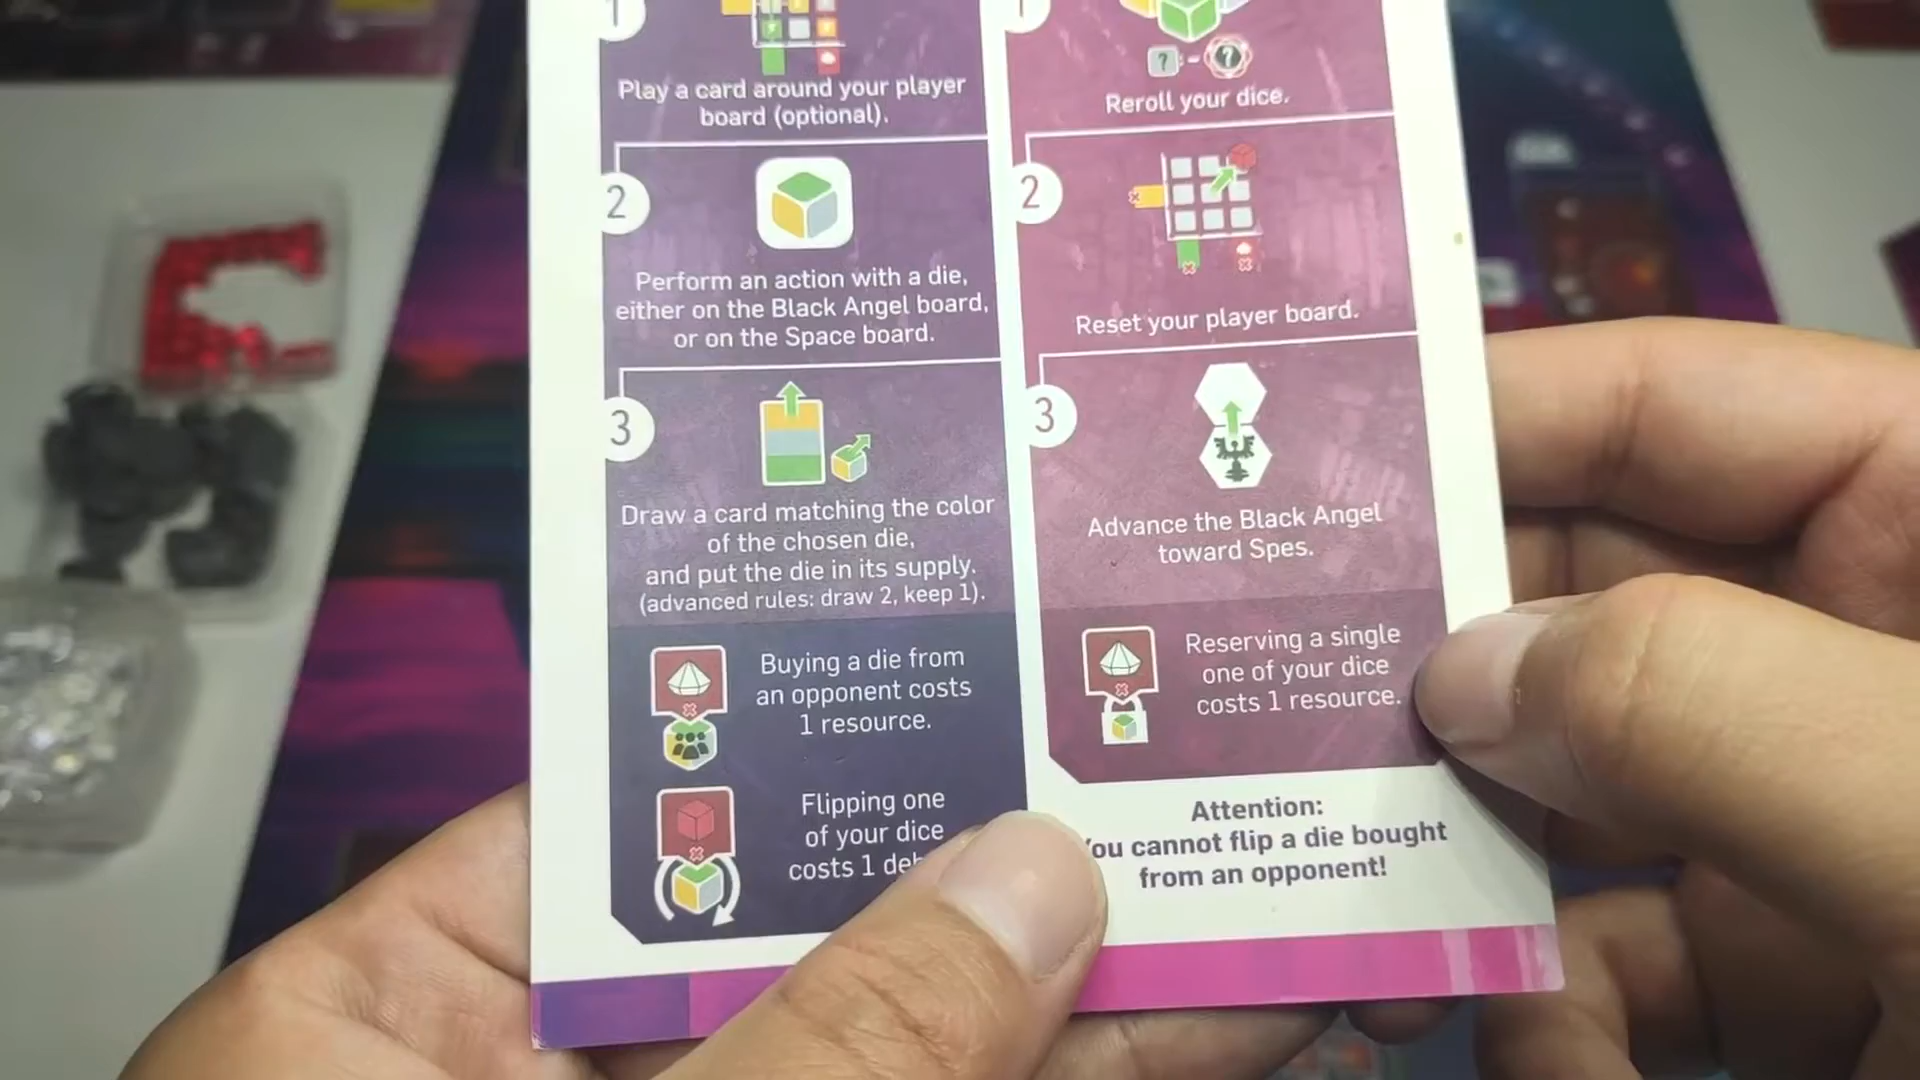 1
Play a card around your player
board (optional).
2
Perform an action with a die,
either on the Black Angel board,
or on the Space board.
3
Draw a card matching the color
of the chosen die,
and put the die in its supply.
(advanced rules: draw 2, keep 1).
Buying a die from
an opponent costs
1 resource.
Flipping one
of your dice
costs 1
1
? - ?
Reroll your dice.
2
Reset your player board.
3
Advance the Black Angel
toward Spes.
Reserving a single
one of your dice
costs 1 resource.
Attention:
You cannot flip a die bought
from an opponent!